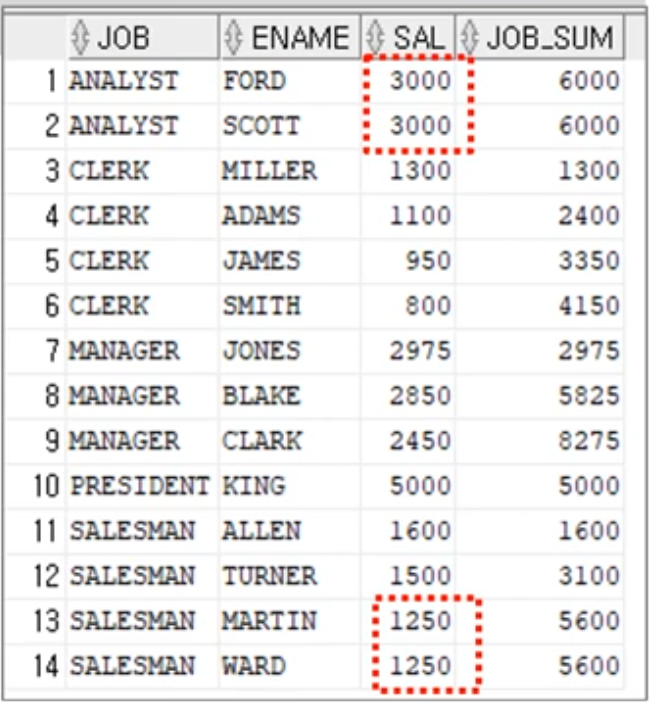 JOB ENAME SAL JOB_SUM
1 ANALYST FORD 3000 6000
2 ANALYST SCOTT 3000 6000
3 CLERK MILLER 1300 1300
4 CLERK ADAMS 1100 2400
5 CLERK JAMES 950 3350
6 CLERK SMITH 800 4150
7 MANAGER JONES 2975 2975
8 MANAGER BLAKE 2850 5825
9 MANAGER CLARK 2450 8275
10 PRESIDENT KING 5000 5000
11 SALESMAN ALLEN 1600 1600
12 SALESMAN TURNER 1500 3100
13 SALESMAN MARTIN 1250 5600
14 SALESMAN WARD 1250 5600